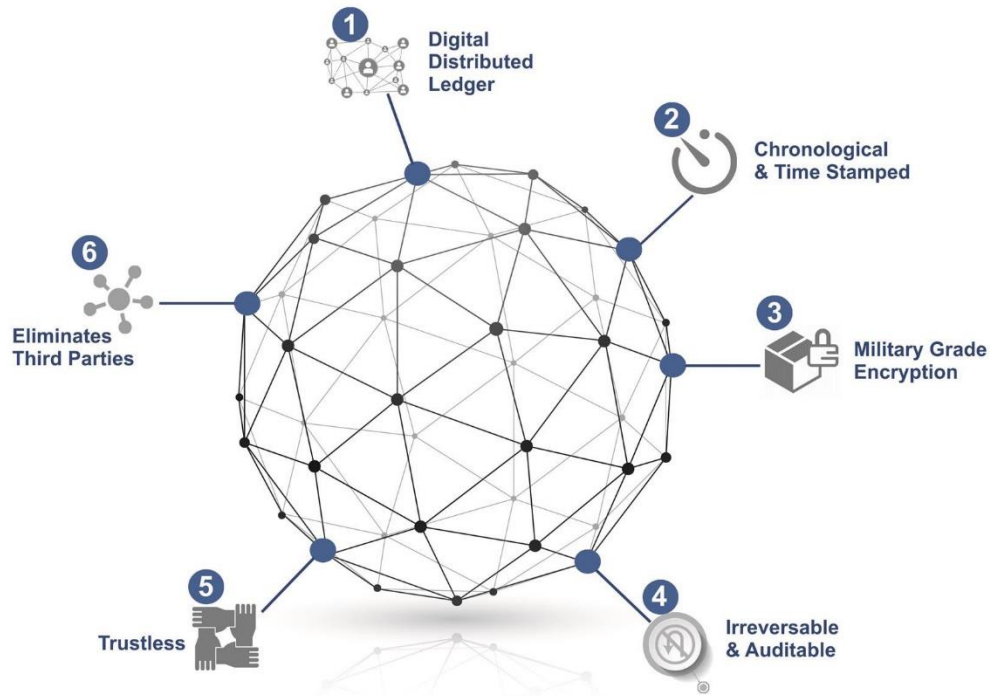 1
Digital
Distributed
Ledger
2
Chronological
& Time Stamped
3
Military Grade
Encryption
4
Irreversable
& Auditable
5
Trustless
6
Eliminates
Third Parties